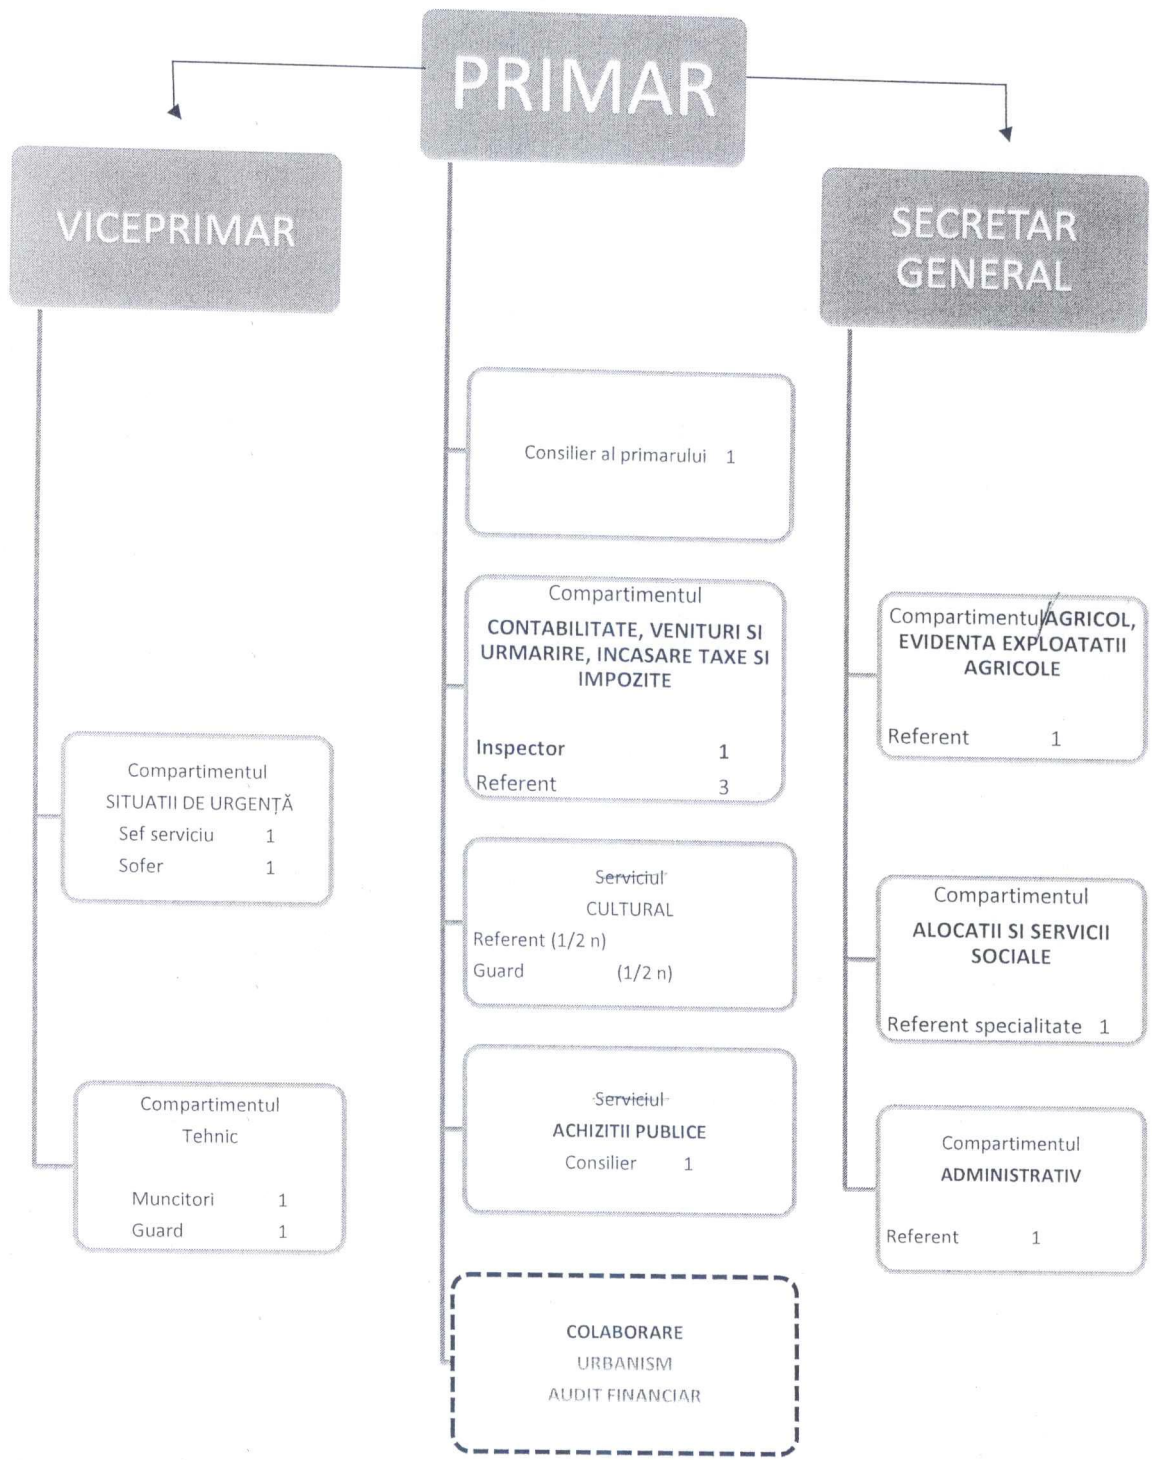 PRIMAR
VICEPRIMAR
SECRETAR
GENERAL
Consilier al primarului 1
Compartimentul
CONTABILITATE, VENITURI SI
URMARIRE, INCASARE TAXE SI
IMPOZITE
Inspector 1
Referent 3
Serviciul
CULTURAL
Referent (1/2 n)
Guard (1/2 n)
Serviciul
ACHIZITII PUBLICE
Consilier 1
COLABORARE
URBANISM
AUDIT FINANCIAR
Compartimentul
SITUATII DE URGENȚĂ
Sef serviciu 1
Sofer 1
Compartimentul
Tehnic
Muncitori 1
Guard 1
Compartimentul AGRICOL,
EVIDENTA EXPLOATATII
AGRICOLE
Referent 1
Compartimentul
ALOCATII SI SERVICII
SOCIALE
Referent specialitate 1
Compartimentul
ADMINISTRATIV
Referent 1